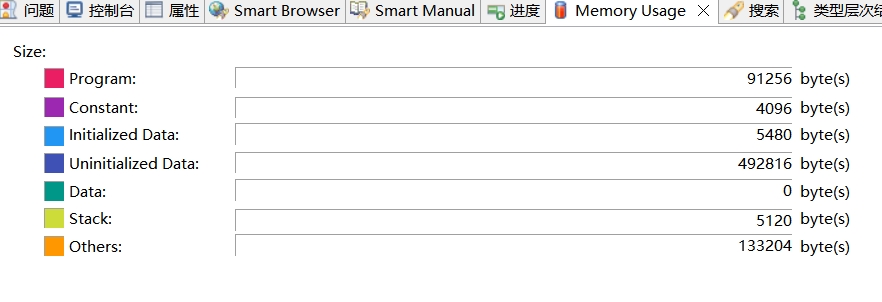 问题 控制台 属性 Smart Browser Smart Manual 进度 Memory Usage 搜索 类型层次结
Size:
Program: 91256 byte(s)
Constant: 4096 byte(s)
Initialized Data: 5480 byte(s)
Uninitialized Data: 492816 byte(s)
Data: 0 byte(s)
Stack: 5120 byte(s)
Others: 133204 byte(s)